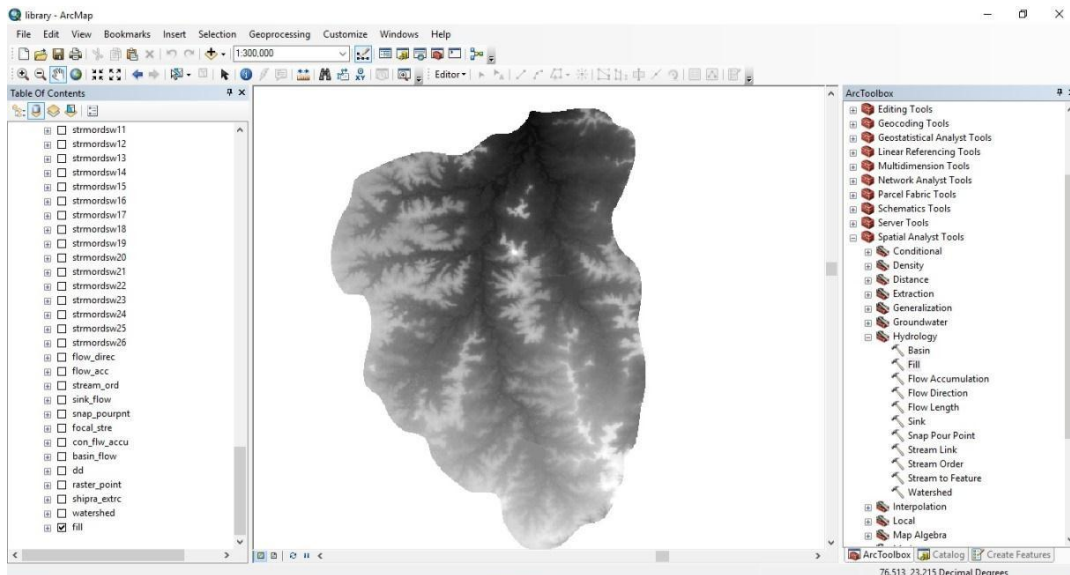 library - ArcMap
File Edit View Bookmarks Insert Selection Geoprocessing Customize Windows Help
1:300,000
Editor
Table Of Contents
strmordsw11
strmordsw12
strmordsw13
strmordsw14
strmordsw15
strmordsw16
strmordsw17
strmordsw18
strmordsw19
strmordsw20
strmordsw21
strmordsw22
strmordsw23
strmordsw24
strmordsw25
strmordsw26
flow_direc
flow_acc
stream_ord
sink_flow
snap_pourpnt
focal_stre
con_flw_accu
basin_flow
dd
raster_point
shipra_extrc
watershed
fill
ArcToolbox
Editing Tools
Geocoding Tools
Geostatistical Analyst Tools
Linear Referencing Tools
Multidimension Tools
Network Analyst Tools
Parcel Fabric Tools
Schematics Tools
Server Tools
Spatial Analyst Tools
Conditional
Density
Distance
Extraction
Generalization
Groundwater
Hydrology
Basin
Fill
Flow Accumulation
Flow Direction
Flow Length
Sink
Snap Pour Point
Stream Link
Stream Order
Stream to Feature
Watershed
Interpolation
Local
Map Algebra
ArcToolbox Catalog Create Features
76.513 23.215 Decimal Degrees